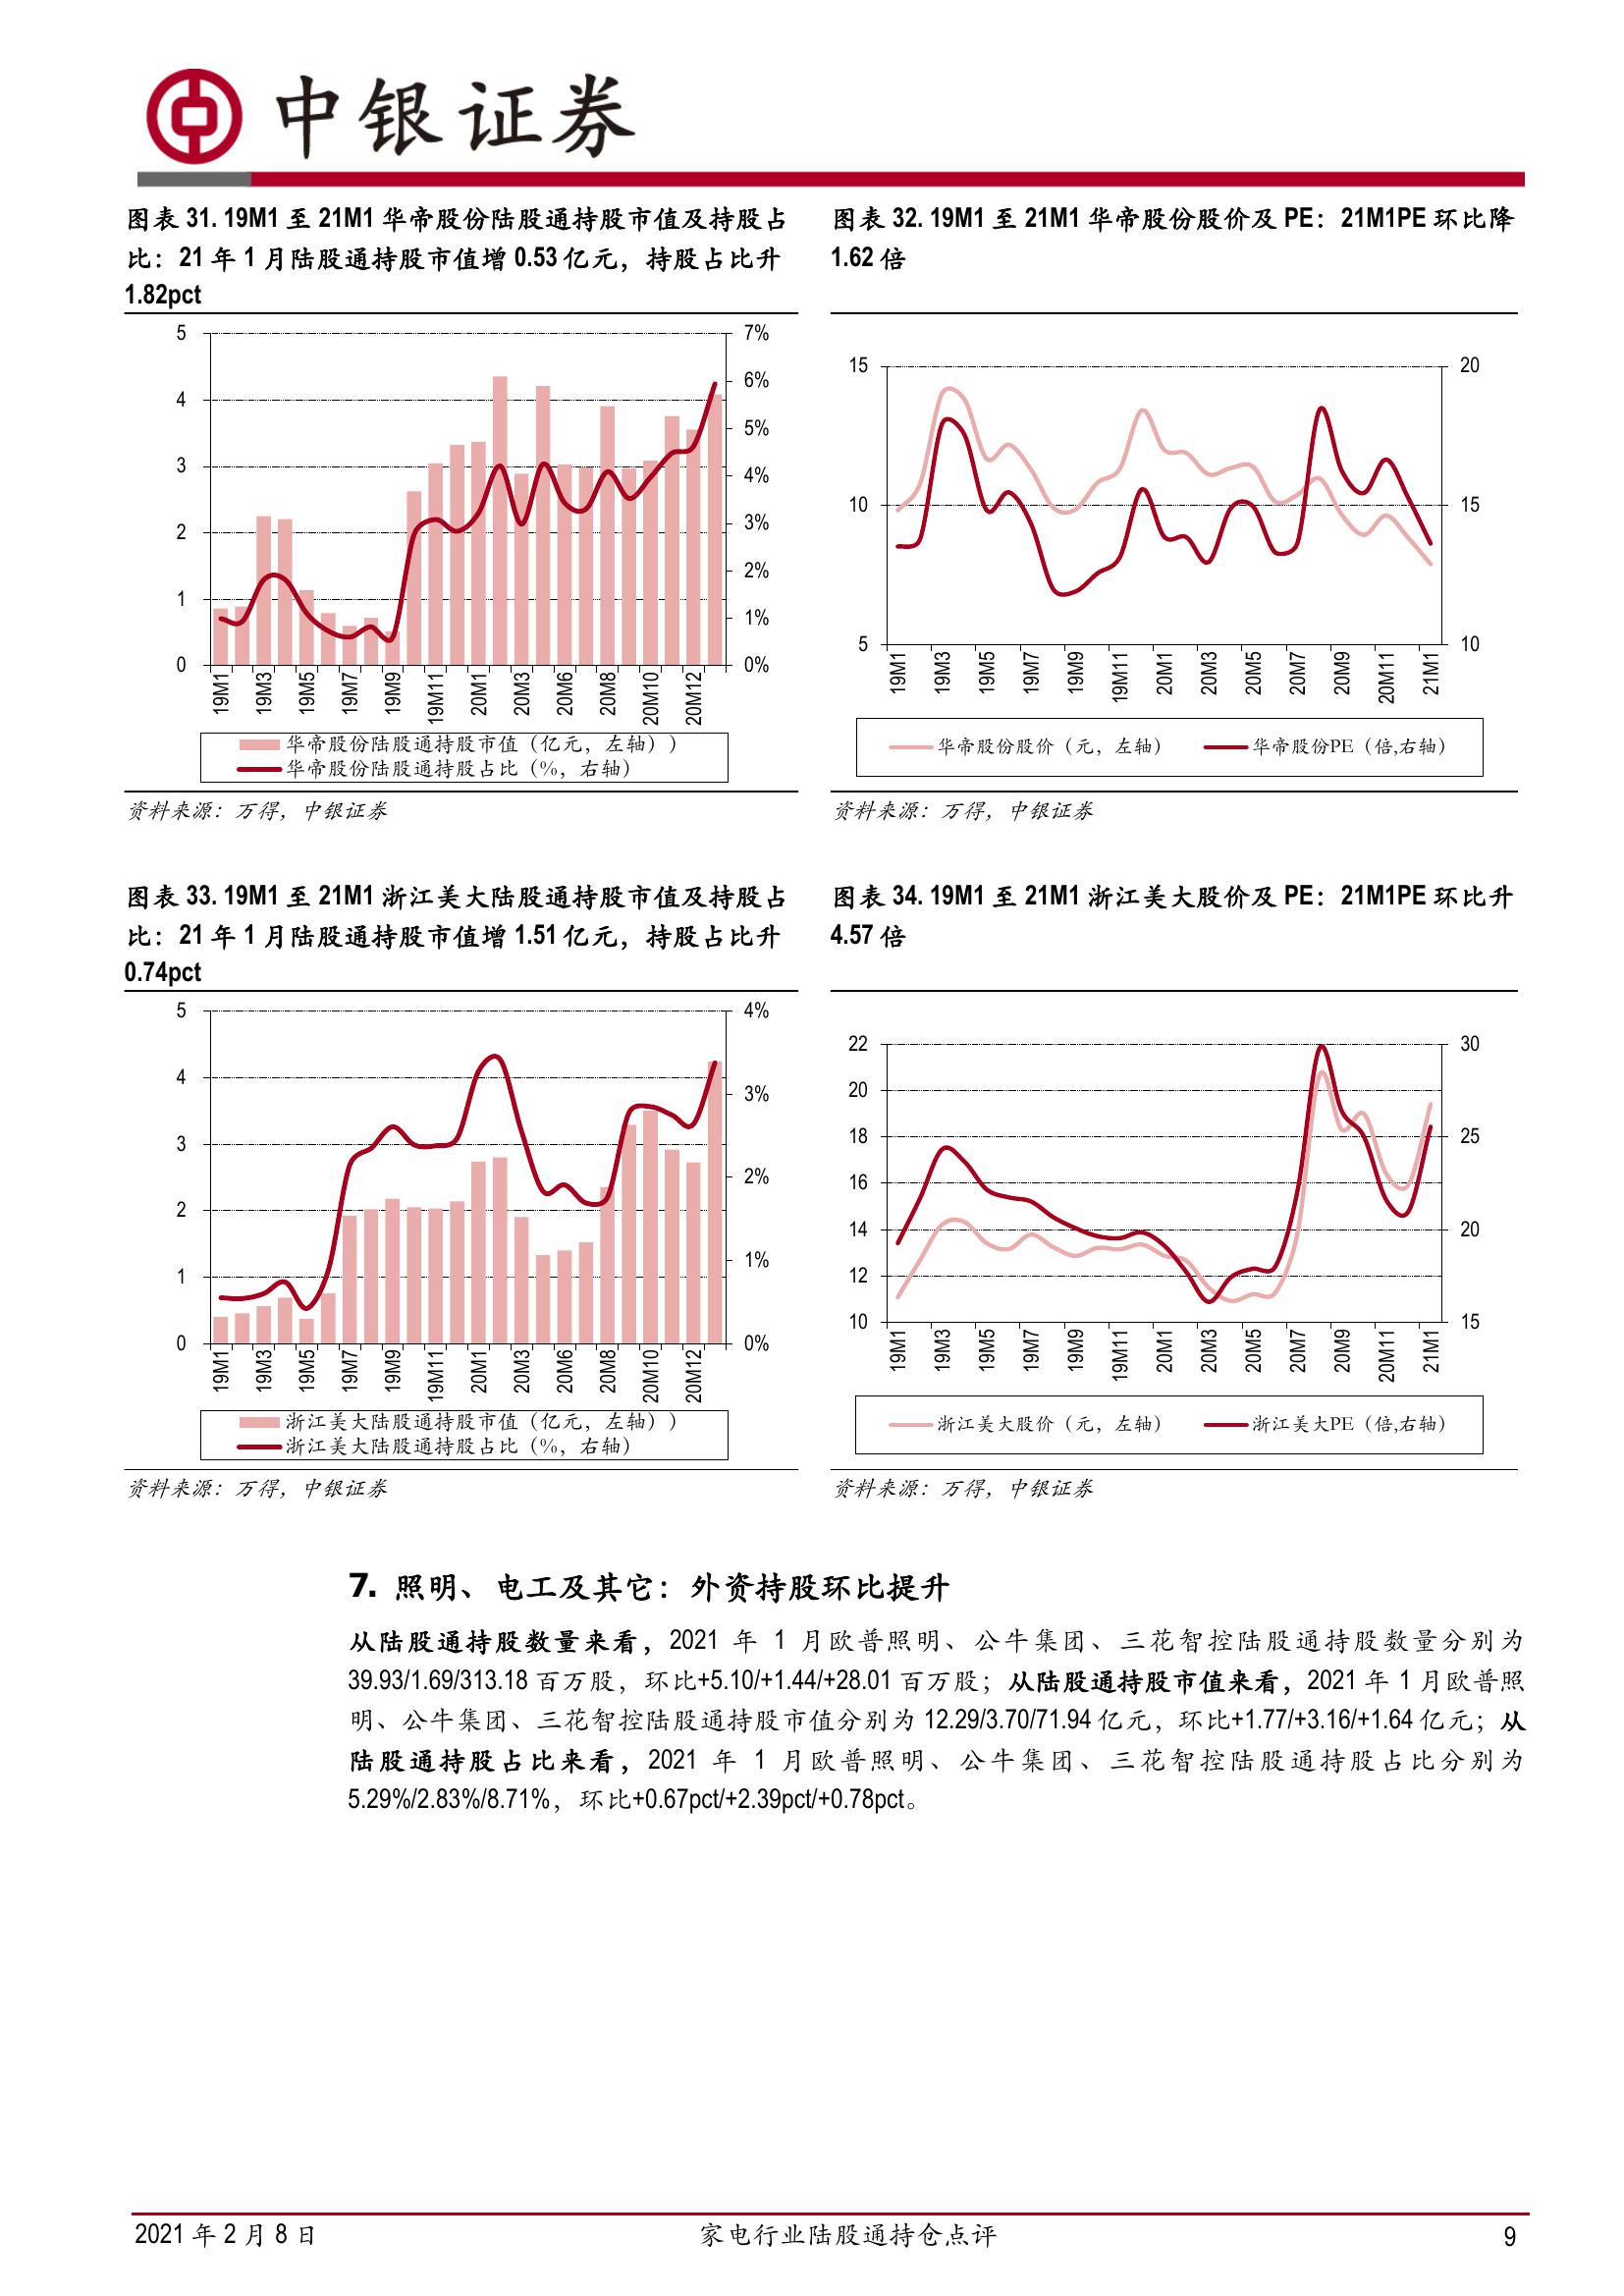 中银证券
图表 31. 19M1 至 21M1 华帝股份陆股通持股市值及持股占
比：21 年 1 月陆股通持股市值增 0.53 亿元，持股占比升
1.82pct
5
4
3
2
1
0
7%
6%
5%
4%
3%
2%
1%
0%
19M1
19M3
19M5
19M7
19M9
19M11
20M1
20M3
20M6
20M8
20M10
20M12
华帝股份陆股通持股市值（亿元，左轴））
华帝股份陆股通持股占比（%，右轴）
资料来源：万得，中银证券
图表 32. 19M1 至 21M1 华帝股份股价及 PE：21M1PE 环比降
1.62 倍
15
10
5
20
15
10
19M1
19M3
19M5
19M7
19M9
19M11
20M1
20M3
20M5
20M7
20M9
20M11
21M1
华帝股份股价（元，左轴）
华帝股份PE（倍,右轴）
资料来源：万得，中银证券
图表 33. 19M1 至 21M1 浙江美大陆股通持股市值及持股占
比：21 年 1 月陆股通持股市值增 1.51 亿元，持股占比升
0.74pct
5
4
3
2
1
0
4%
3%
2%
1%
0%
19M1
19M3
19M5
19M7
19M9
19M11
20M1
20M3
20M6
20M8
20M10
20M12
浙江美大陆股通持股市值（亿元，左轴））
浙江美大陆股通持股占比（%，右轴）
资料来源：万得，中银证券
图表 34. 19M1 至 21M1 浙江美大股价及 PE：21M1PE 环比升
4.57 倍
22
20
18
16
14
12
10
30
25
20
15
19M1
19M3
19M5
19M7
19M9
19M11
20M1
20M3
20M5
20M7
20M9
20M11
21M1
浙江美大股价（元，左轴）
浙江美大PE（倍,右轴）
资料来源：万得，中银证券
7. 照明、电工及其它：外资持股环比提升
从陆股通持股数量来看，2021 年 1 月欧普照明、公牛集团、三花智控陆股通持股数量分别为
39.93/1.69/313.18 百万股，环比+5.10/+1.44/+28.01 百万股；从陆股通持股市值来看，2021 年 1 月欧普照
明、公牛集团、三花智控陆股通持股市值分别为 12.29/3.70/71.94 亿元，环比+1.77/+3.16/+1.64 亿元；从
陆股通持股占比来看，2021 年 1 月欧普照明、公牛集团、三花智控陆股通持股占比分别为
5.29%/2.83%/8.71%，环比+0.67pct/+2.39pct/+0.78pct。
2021 年 2 月 8 日
家电行业陆股通持仓点评
9